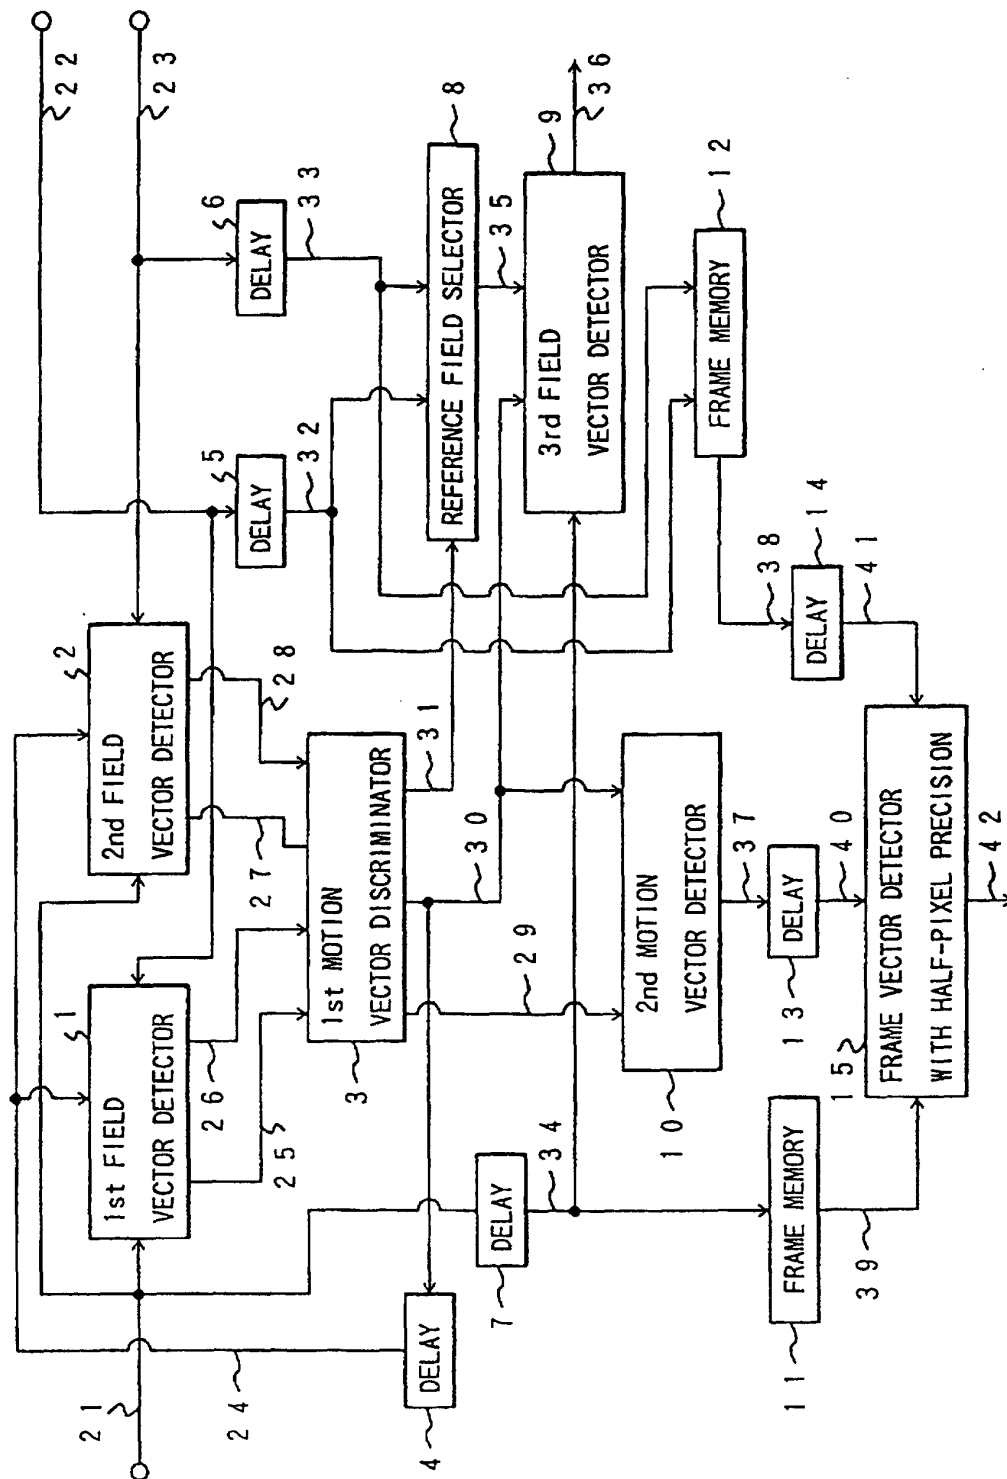 2 2
2 1
2 3
1
2
1st FIELD
VECTOR DETECTOR
2nd FIELD
VECTOR DETECTOR
2 4
2 6
2 5
2 7
2 8
5
DELAY
3 2
6
DELAY
3 3
1st MOTION
VECTOR DISCRIMINATOR
3
3 1
3 0
2 9
DELAY
4
REFERENCE FIELD SELECTOR
8
3 5
DELAY
7
3 4
3rd FIELD
VECTOR DETECTOR
9
3 6
2nd MOTION
VECTOR DETECTOR
1 0
3 7
FRAME MEMORY
1 2
FRAME MEMORY
1 1
3 9
DELAY
1 3
4 0
3 8
DELAY
1 4
4 1
1 5
FRAME VECTOR DETECTOR
WITH HALF-PIXEL PRECISION
4 2